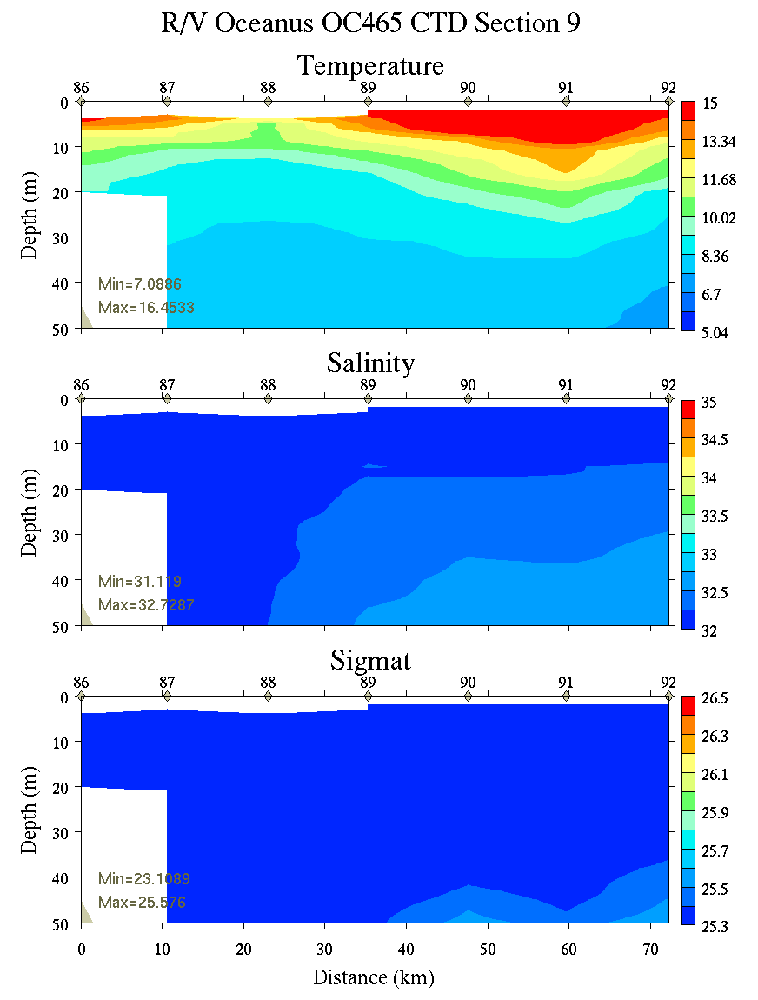 R/V Oceanus OC465 CTD Section 9
Temperature
86 87 88 89 90 91 92
0
10
20
30
40
50
Depth (m)
Min=7.0886
Max=16.4533
15
13.34
11.68
10.02
8.36
6.7
5.04
Salinity
86 87 88 89 90 91 92
0
10
20
30
40
50
Depth (m)
Min=31.119
Max=32.7287
35
34.5
34
33.5
33
32.5
32
Sigmat
86 87 88 89 90 91 92
0
10
20
30
40
50
Depth (m)
Min=23.1089
Max=25.576
26.5
26.3
26.1
25.9
25.7
25.5
25.3
0 10 20 30 40 50 60 70
Distance (km)